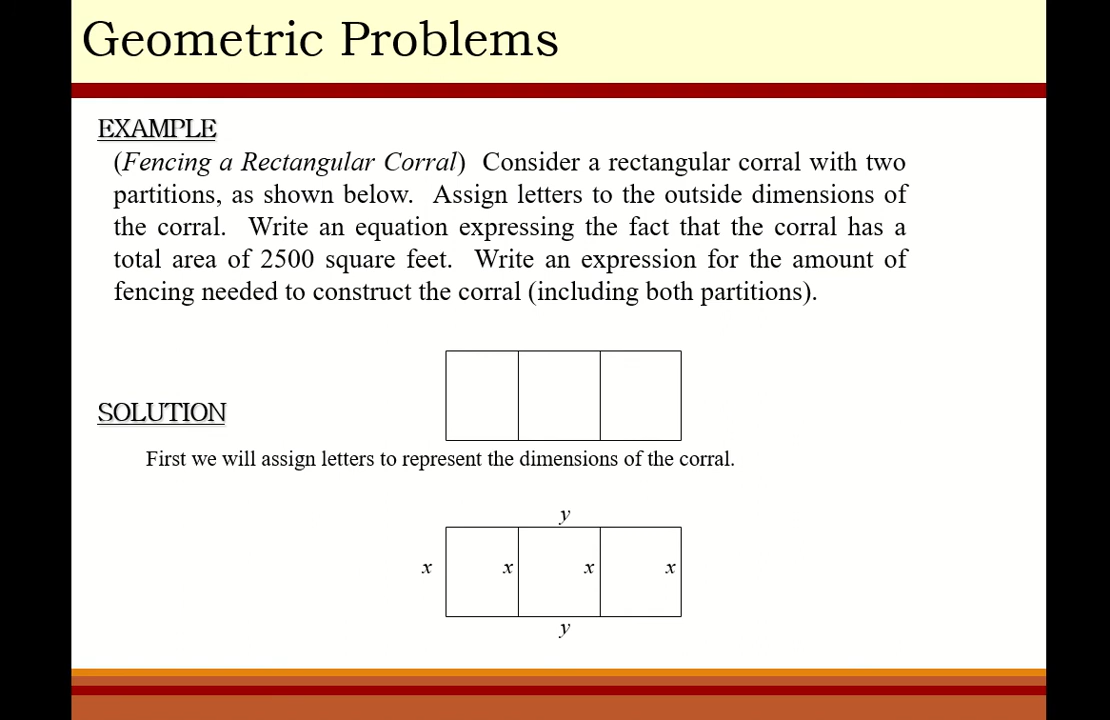 Geometric Problems
EXAMPLE
(Fencing a Rectangular Corral) Consider a rectangular corral with two
partitions, as shown below. Assign letters to the outside dimensions of
the corral. Write an equation expressing the fact that the corral has a
total area of 2500 square feet. Write an expression for the amount of
fencing needed to construct the corral (including both partitions).
SOLUTION
First we will assign letters to represent the dimensions of the corral.
y
x x x x
y